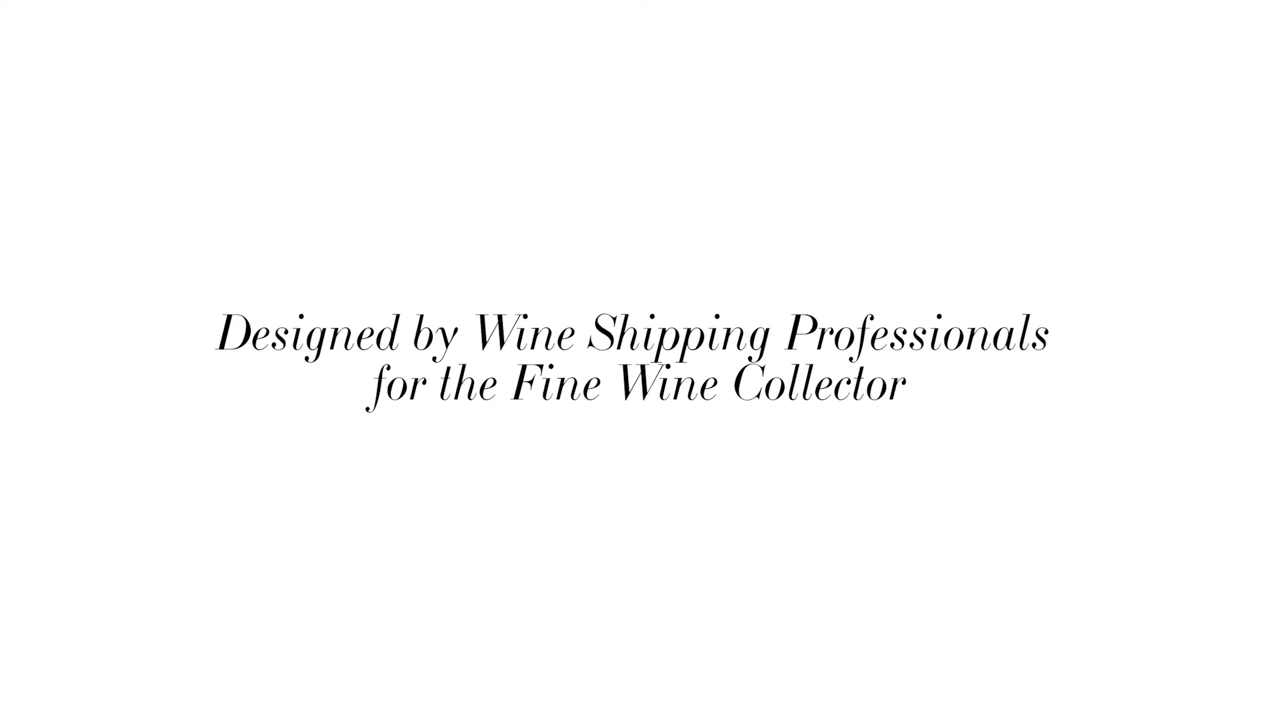 Designed by Wine Shipping Professionals
for the Fine Wine Collector